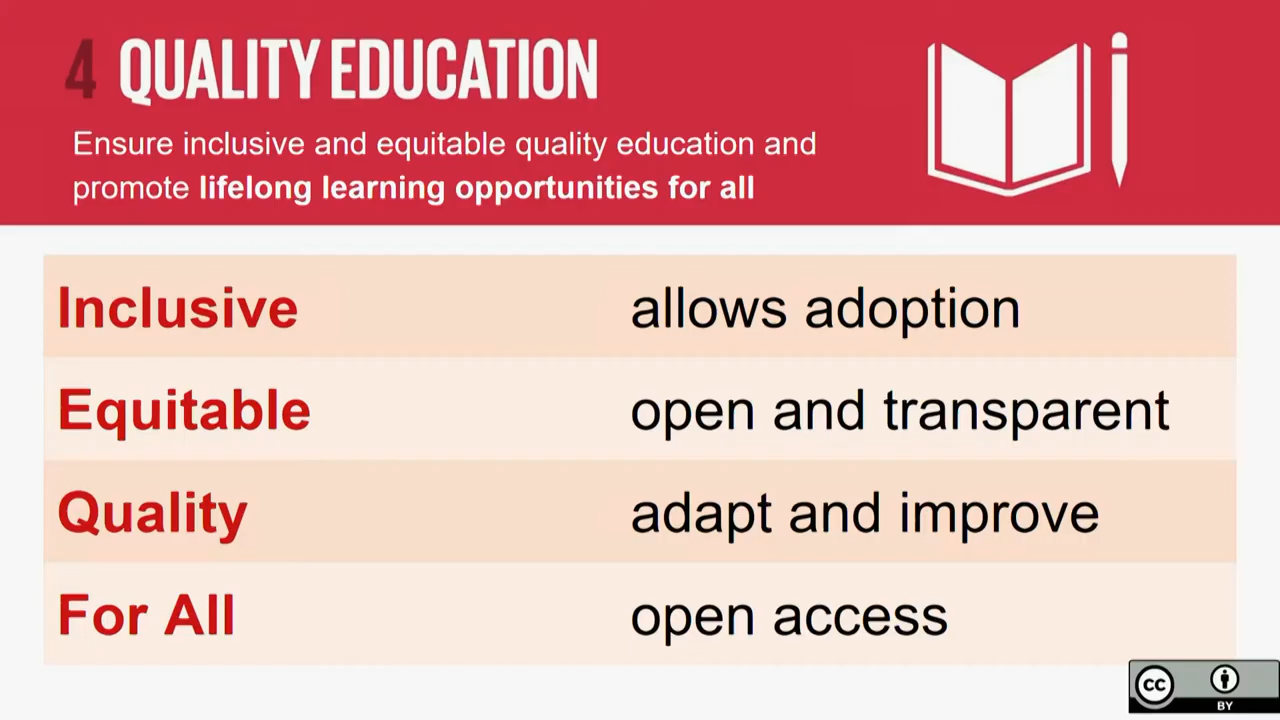 4 QUALITY EDUCATION
Ensure inclusive and equitable quality education and
promote lifelong learning opportunities for all
Inclusive allows adoption
Equitable open and transparent
Quality adapt and improve
For All open access
cc BY